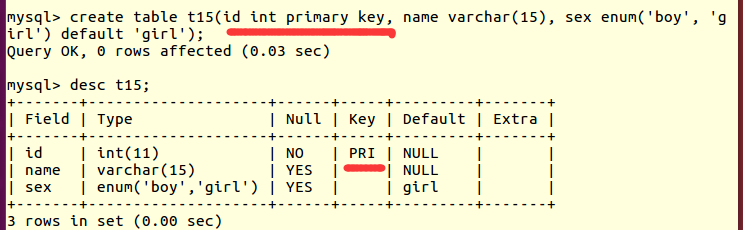 mysql> create table t15(id int primary key, name varchar(15), sex enum('boy', 'g
irl') default 'girl');
Query OK, 0 rows affected (0.03 sec)
mysql> desc t15;
+-------+--------------------+------+-----+---------+-------+
| Field | Type               | Null | Key | Default | Extra |
+-------+--------------------+------+-----+---------+-------+
| id    | int(11)            | NO   | PRI | NULL    |       |
| name  | varchar(15)        | YES  |     | NULL    |       |
| sex   | enum('boy','girl') | YES  |     | girl    |       |
+-------+--------------------+------+-----+---------+-------+
3 rows in set (0.00 sec)